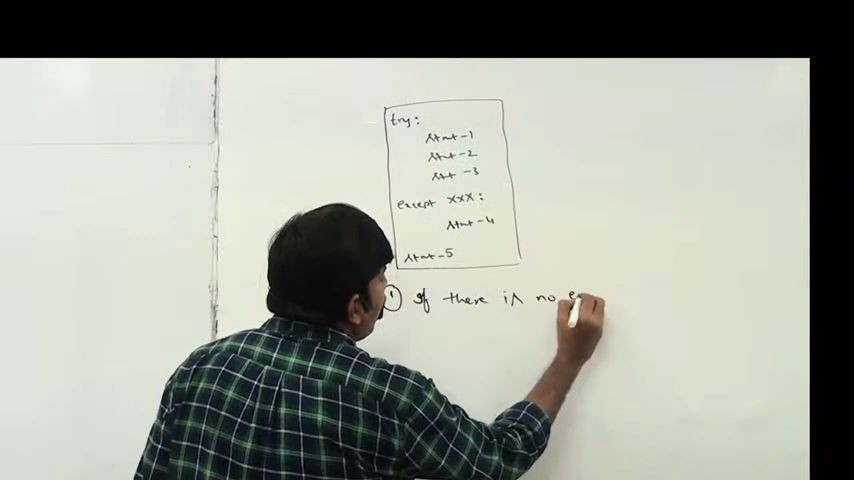 try:
stmt-1
stmt-2
stmt-3
except xxx:
stmt-4
stmt-5
① If there is no e